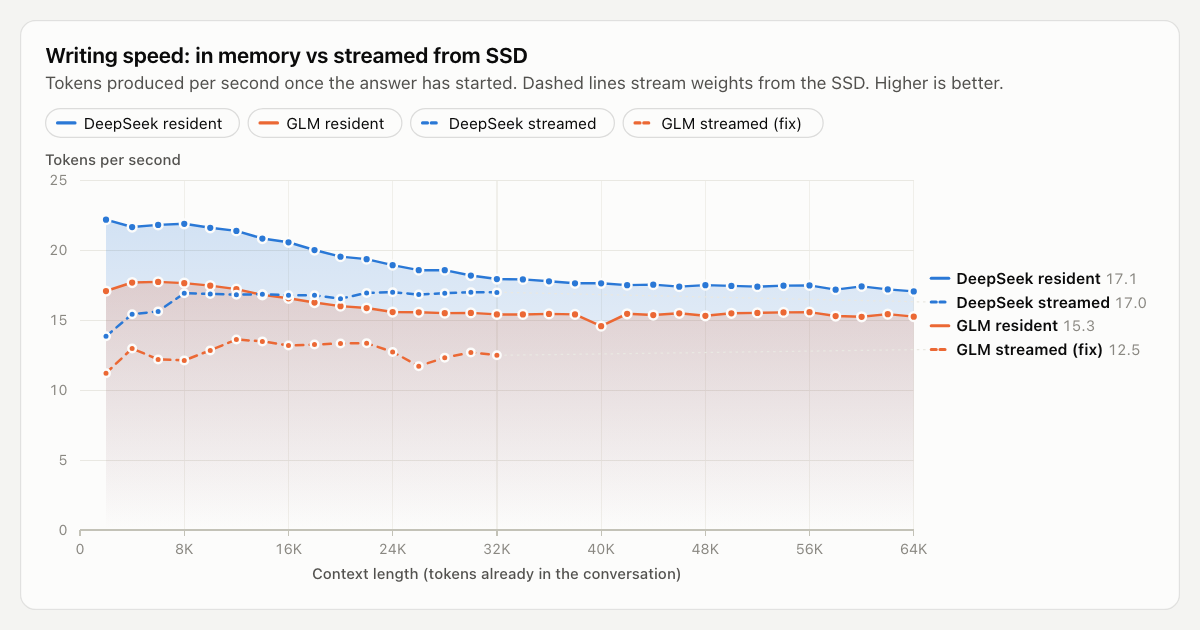 Writing speed: in memory vs streamed from SSD
Tokens produced per second once the answer has started. Dashed lines stream weights from the SSD. Higher is better.
DeepSeek resident GLM resident DeepSeek streamed GLM streamed (fix)
Tokens per second
25
20
15
10
5
0
DeepSeek resident 17.1
DeepSeek streamed 17.0
GLM resident 15.3
GLM streamed (fix) 12.5
0 8K 16K 24K 32K 40K 48K 56K 64K
Context length (tokens already in the conversation)